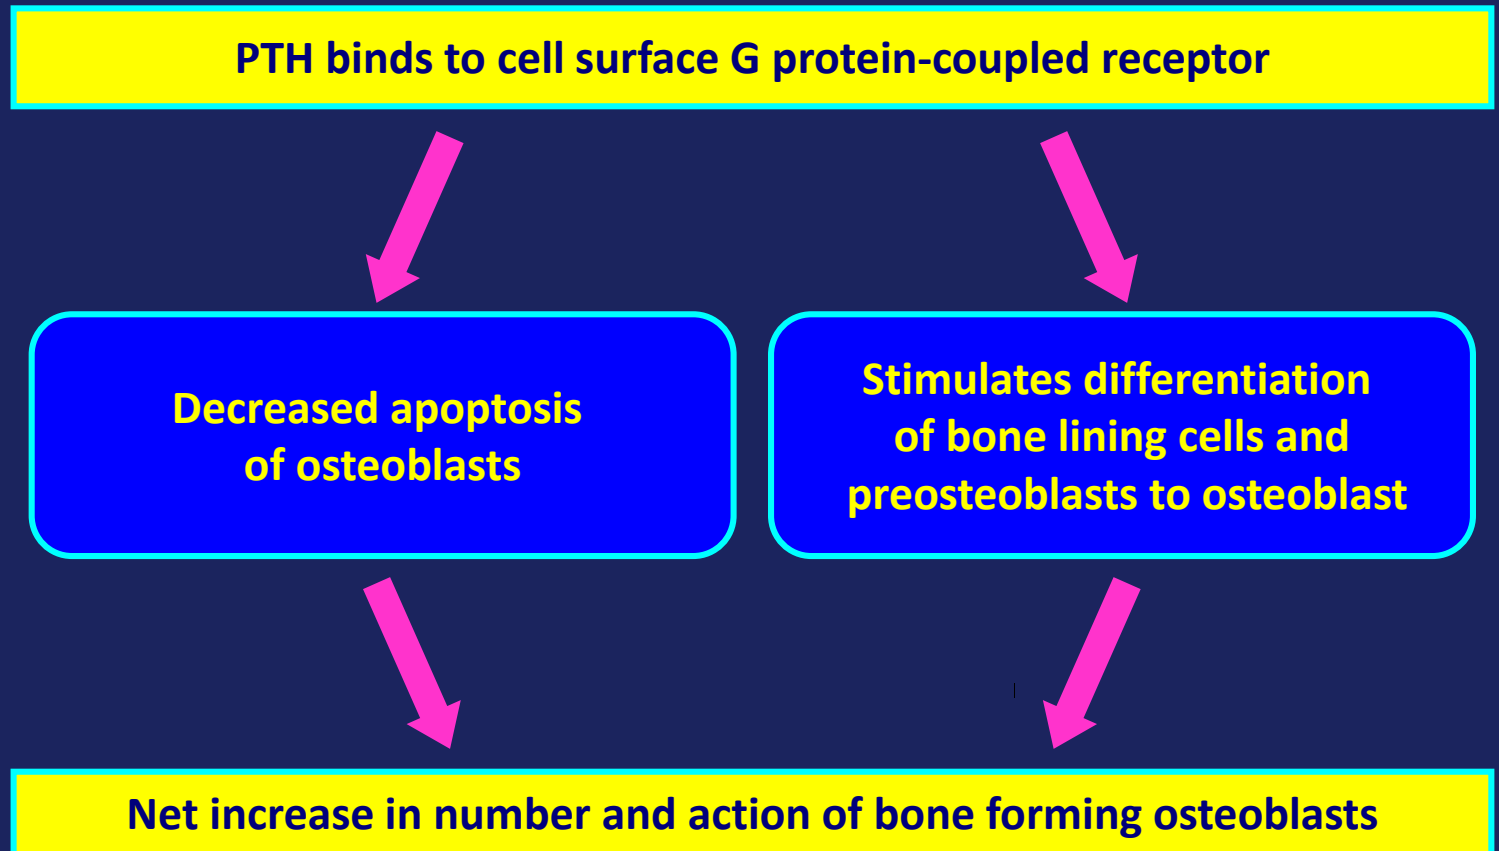 PTH binds to cell surface G protein-coupled receptor
Decreased apoptosis
of osteoblasts
Stimulates differentiation
of bone lining cells and
preosteoblasts to osteoblast
Net increase in number and action of bone forming osteoblasts